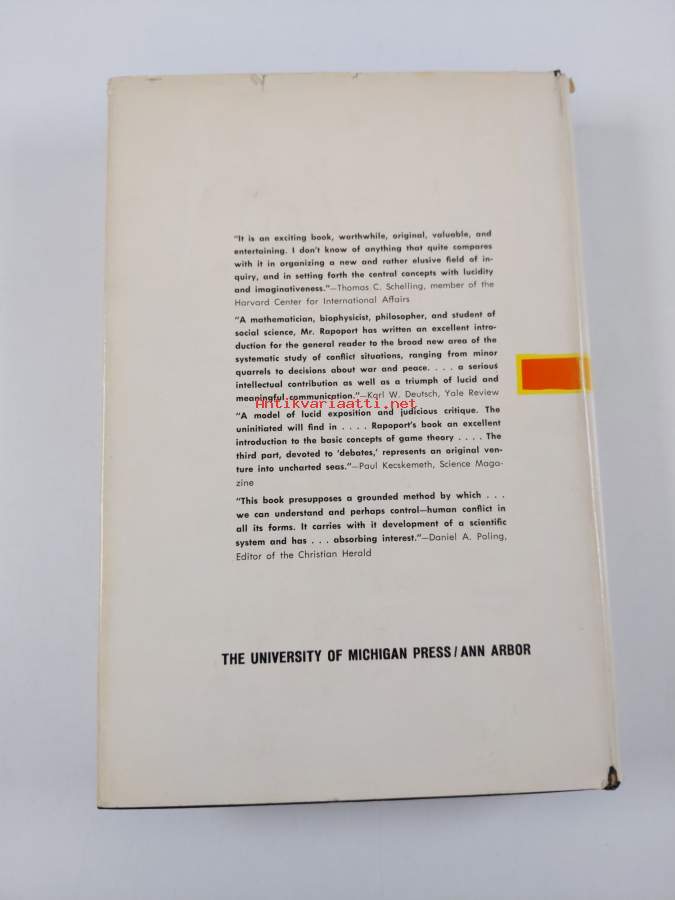 "It is an exciting book, worthwhile, original, valuable, and
entertaining. I don't know of anything that quite compares
with it in organizing a new and rather elusive field of in-
quiry, and in setting forth the central concepts with lucidity
and imaginativeness."—Thomas C. Schelling, member of the
Harvard Center for International Affairs
"A mathematician, biophysicist, philosopher, and student of
social science, Mr. Rapoport has written an excellent intro-
duction for the general reader to the broad new area of the
systematic study of conflict situations, ranging from minor
quarrels to decisions about war and peace. . . . a serious
intellectual contribution as well as a triumph of lucid and
meaningful communication."—Karl W. Deutsch, Yale Review
Antikvariaatti.net
"A model of lucid exposition and judicious critique. The
uninitiated will find in . . . . Rapoport's book an excellent
introduction to the basic concepts of game theory . . . . The
third part, devoted to 'debates,' represents an original ven-
ture into uncharted seas."—Paul Kecskemeth, Science Maga-
zine
"This book presupposes a grounded method by which . . .
we can understand and perhaps control—human conflict in
all its forms. It carries with it development of a scientific
system and has . . . absorbing interest."—Daniel A. Poling,
Editor of the Christian Herald
THE UNIVERSITY OF MICHIGAN PRESS / ANN ARBOR